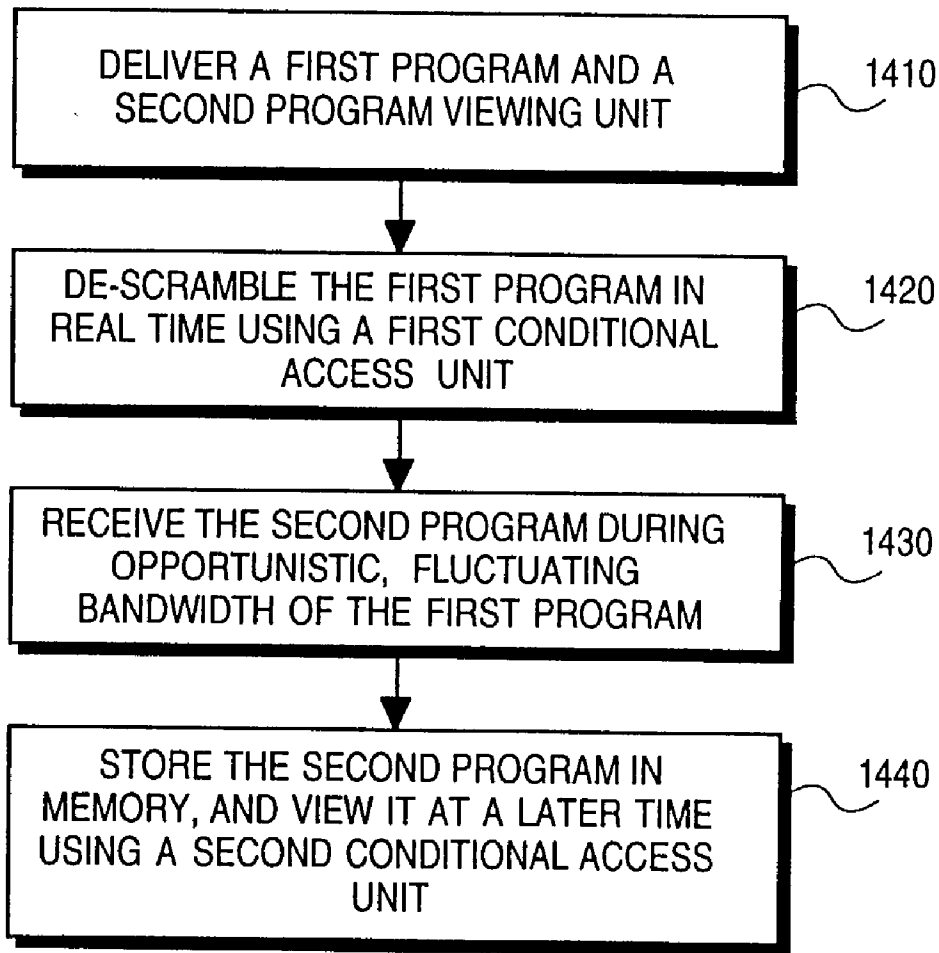 DELIVER A FIRST PROGRAM AND A
SECOND PROGRAM VIEWING UNIT
1410
DE-SCRAMBLE THE FIRST PROGRAM IN
REAL TIME USING A FIRST CONDITIONAL
ACCESS UNIT
1420
RECEIVE THE SECOND PROGRAM DURING
OPPORTUNISTIC, FLUCTUATING
BANDWIDTH OF THE FIRST PROGRAM
1430
STORE THE SECOND PROGRAM IN
MEMORY, AND VIEW IT AT A LATER TIME
USING A SECOND CONDITIONAL ACCESS
UNIT
1440